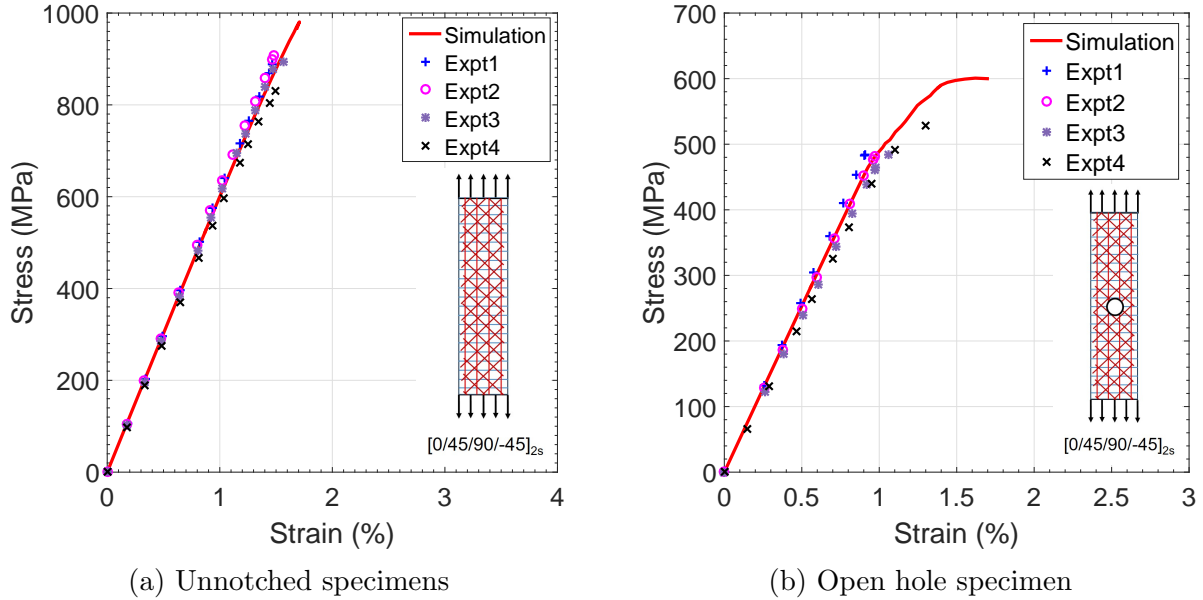 1000
800
600
400
200
0
Stress (MPa)
0 1 2 3 4
Strain (%)
Simulation
Expt1
Expt2
Expt3
Expt4
[0/45/90/-45]2s
(a) Unnotched specimens
700
600
500
400
300
200
100
0
Stress (MPa)
0 0.5 1 1.5 2 2.5 3
Strain (%)
Simulation
Expt1
Expt2
Expt3
Expt4
[0/45/90/-45]2s
(b) Open hole specimen